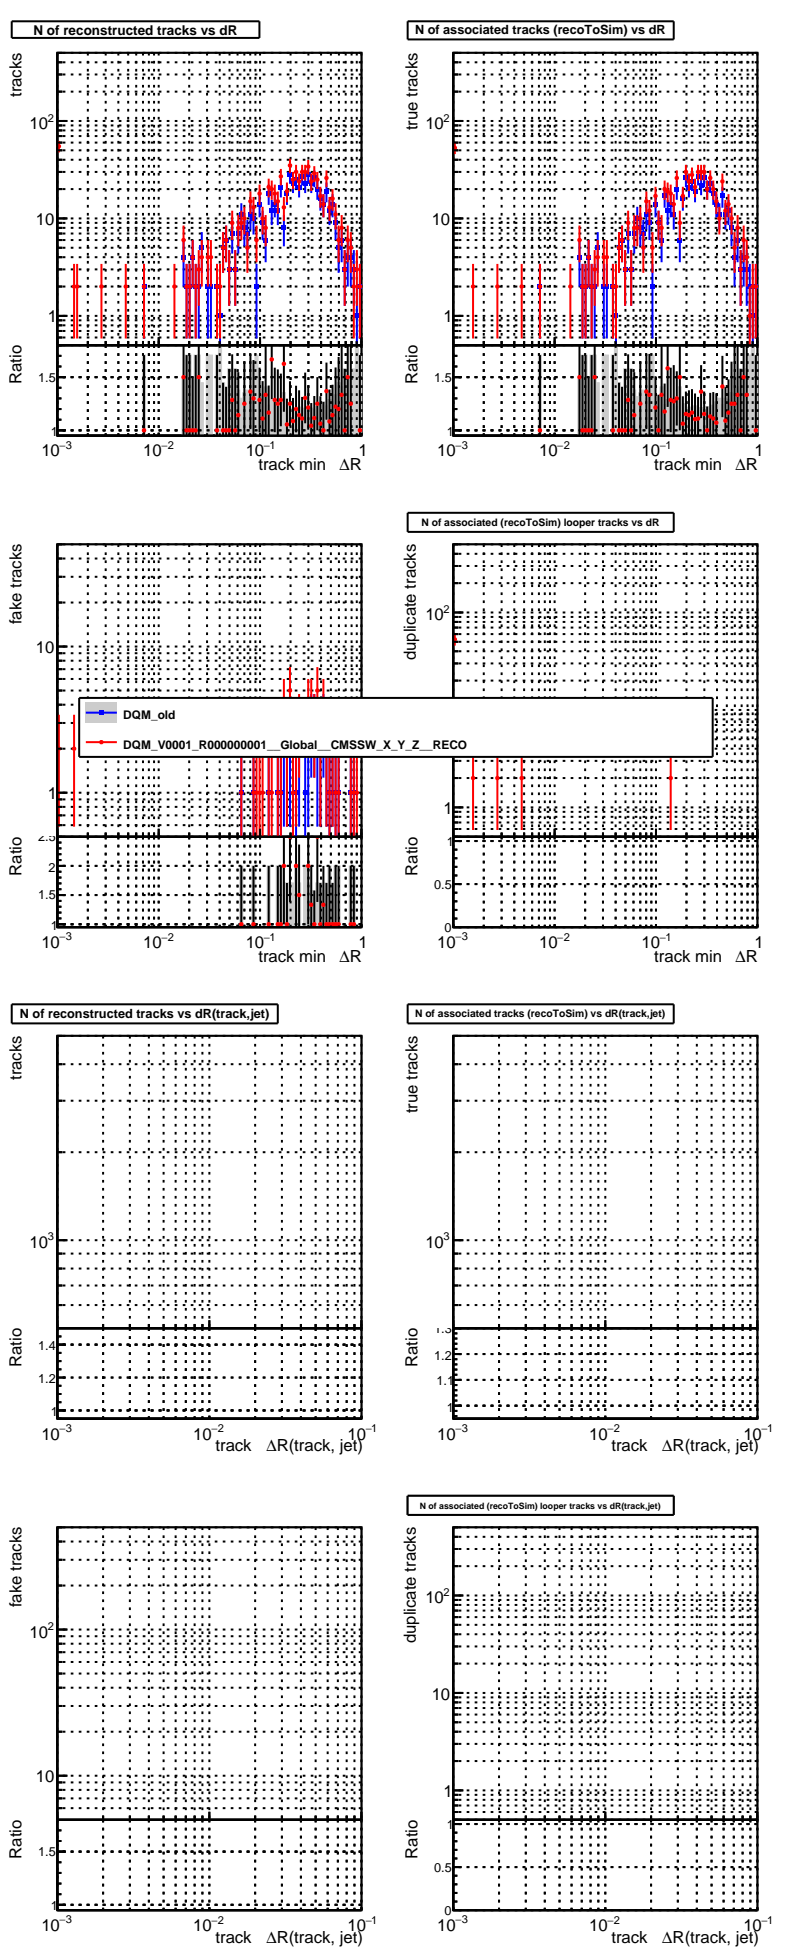 N of reconstructed tracks vs dR
tracks
10²
10
1
Ratio
1.5
1
10⁻³ 10⁻² 10⁻¹ 1
track min ΔR
N of associated tracks (recoToSim) vs dR
true tracks
10²
10
1
Ratio
1.5
1
10⁻³ 10⁻² 10⁻¹ 1
track min ΔR
fake tracks
10
1
Ratio
2.5
2
1.5
1
10⁻³ 10⁻² 10⁻¹ 1
track min ΔR
N of associated (recoToSim) looper tracks vs dR
duplicate tracks
10²
1
Ratio
1
0.5
0
10⁻³ 10⁻² 10⁻¹ 1
track min ΔR
DQM_old
DQM_V0001_R000000001__Global__CMSSW_X_Y_Z__RECO
N of reconstructed tracks vs dR(track,jet)
tracks
10³
Ratio
1.4
1.2
1
10⁻³ 10⁻² 10⁻¹
track ΔR(track, jet)
N of associated tracks (recoToSim) vs dR(track,jet)
true tracks
10³
Ratio
1.3
1.2
1.1
1
10⁻³ 10⁻² 10⁻¹
track ΔR(track, jet)
fake tracks
10²
10
Ratio
1.5
1
10⁻³ 10⁻² 10⁻¹
track ΔR(track, jet)
N of associated (recoToSim) looper tracks vs dR(track,jet)
duplicate tracks
10²
10
1
Ratio
1
0.5
0
10⁻³ 10⁻² 10⁻¹
track ΔR(track, jet)